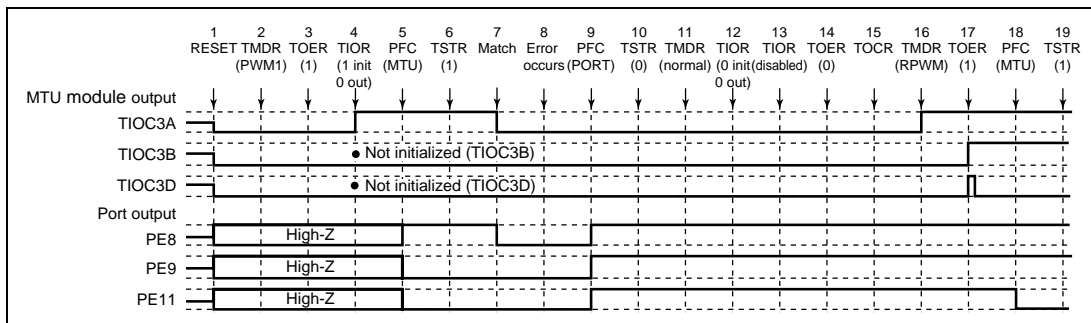 1 2 3 4 5 6 7 8 9 10 11 12 13 14 15 16 17 18 19
RESET TMDR TOER TIOR PFC TSTR Match Error PFC TSTR TMDR TIOR TIOR TOER TOCR TMDR TOER PFC TSTR
(PWM1) (1) (1 init (MTU) (1) occurs (PORT) (0) (normal) (0 init (disabled) (0) (RPWM) (1) (MTU) (1)
0 out) 0 out)
MTU module output
TIOC3A
TIOC3B
• Not initialized (TIOC3B)
TIOC3D
• Not initialized (TIOC3D)
Port output
PE8
High-Z
PE9
High-Z
PE11
High-Z